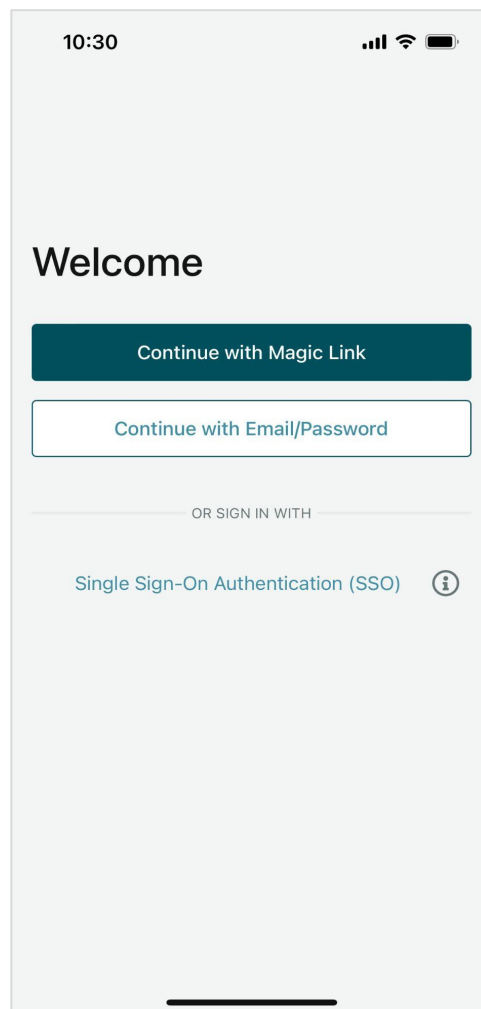 10:30
Welcome
Continue with Magic Link
Continue with Email/Password
OR SIGN IN WITH
Single Sign-On Authentication (SSO)